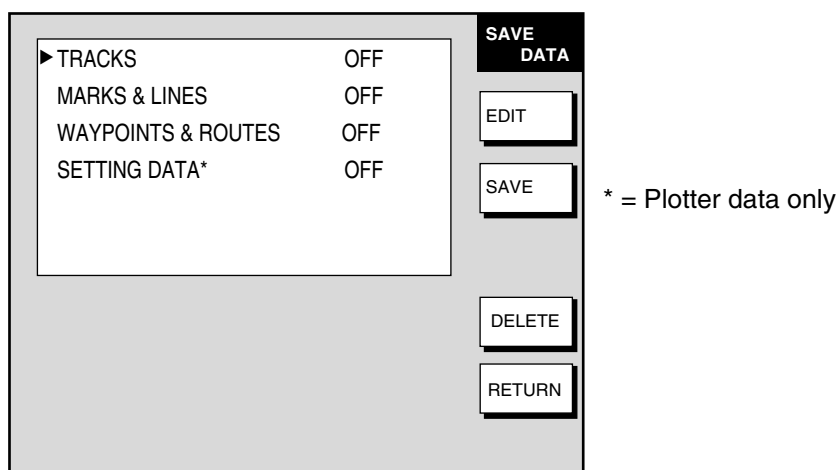 SAVE
DATA
▶TRACKS OFF
MARKS & LINES OFF
WAYPOINTS & ROUTES OFF
SETTING DATA* OFF
EDIT
SAVE
* = Plotter data only
DELETE
RETURN